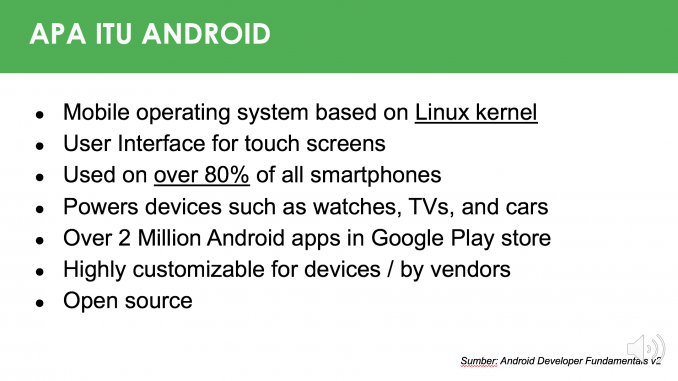 APA ITU ANDROID
● Mobile operating system based on Linux kernel
● User Interface for touch screens
● Used on over 80% of all smartphones
● Powers devices such as watches, TVs, and cars
● Over 2 Million Android apps in Google Play store
● Highly customizable for devices / by vendors
● Open source
Sumber: Android Developer Fundamentals v2